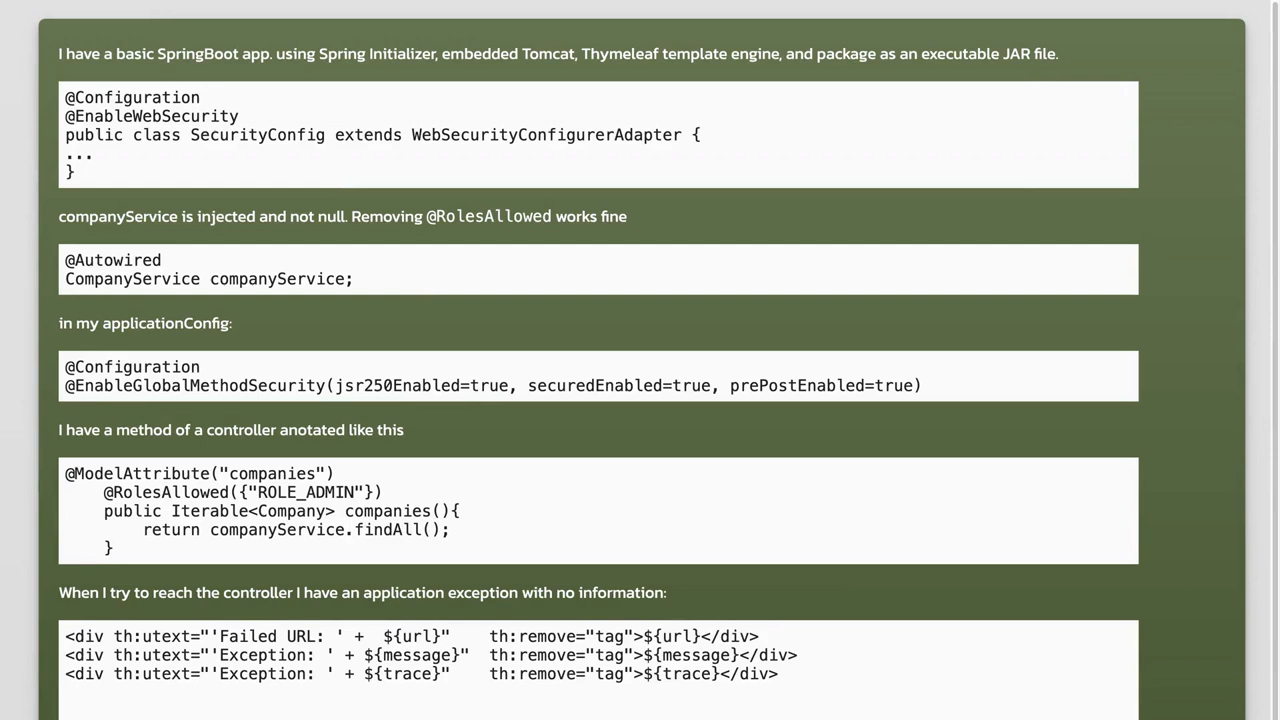 I have a basic SpringBoot app. using Spring Initializer, embedded Tomcat, Thymeleaf template engine, and package as an executable JAR file.
@Configuration
@EnableWebSecurity
public class SecurityConfig extends WebSecurityConfigurerAdapter {
...
}
companyService is injected and not null. Removing @RolesAllowed works fine
@Autowired
CompanyService companyService;
in my applicationConfig:
@Configuration
@EnableGlobalMethodSecurity(jsr250Enabled=true, securedEnabled=true, prePostEnabled=true)
I have a method of a controller anotated like this
@ModelAttribute("companies")
    @RolesAllowed({"ROLE_ADMIN"})
    public Iterable<Company> companies(){
        return companyService.findAll();
    }
When I try to reach the controller I have an application exception with no information:
<div th:utext="'Failed URL: ' +  ${url}"    th:remove="tag">${url}</div>
<div th:utext="'Exception: ' + ${message}"  th:remove="tag">${message}</div>
<div th:utext="'Exception: ' + ${trace}"    th:remove="tag">${trace}</div>